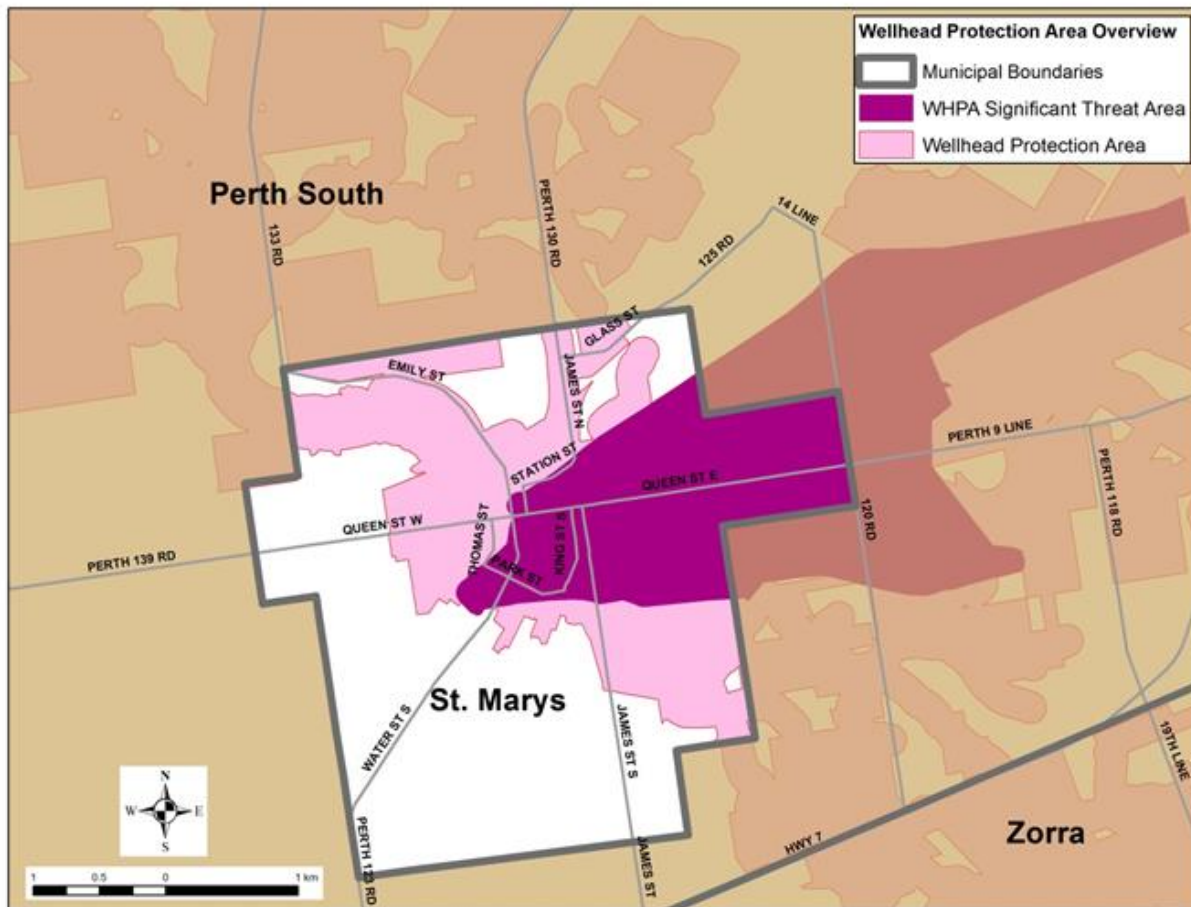 Wellhead Protection Area Overview
Municipal Boundaries
WHPA Significant Threat Area
Wellhead Protection Area
Perth South
133 RD
PERTH 130 RD
14 LINE
125 RD
GLASS ST
EMILY ST
JAMES ST N
STATION ST
PERTH 9 LINE
QUEEN ST E
PERTH 118 RD
THOMAS ST
QUEEN ST W
KING ST S
120 RD
PERTH 139 RD
PARK ST
St. Marys
WATER ST S
JAMES ST S
19TH LINE
N
W E
S
Zorra
HWY 7
JAMES ST
PERTH 123 RD
1 0.5 0 1 km